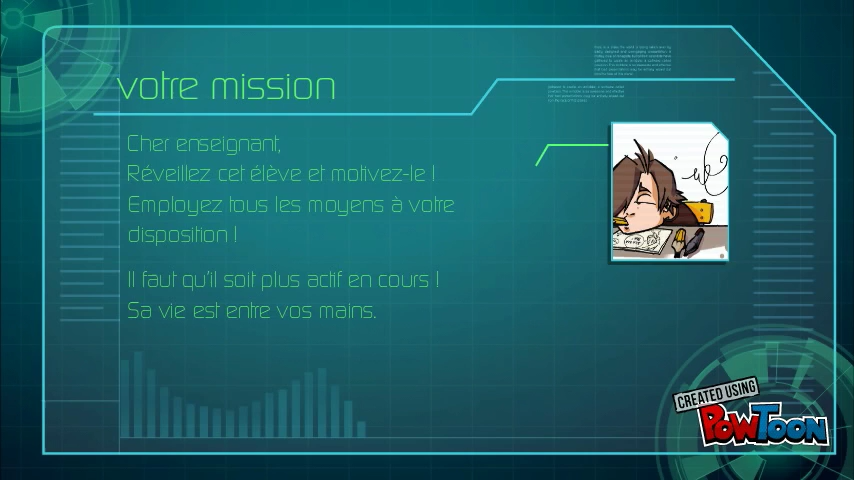 votre mission
Cher enseignant,
Réveillez cet élève et motivez-le !
Employez tous les moyens à votre
disposition !
Il faut qu'il soit plus actif en cours !
Sa vie est entre vos mains.
CREATED USING
POWTOON